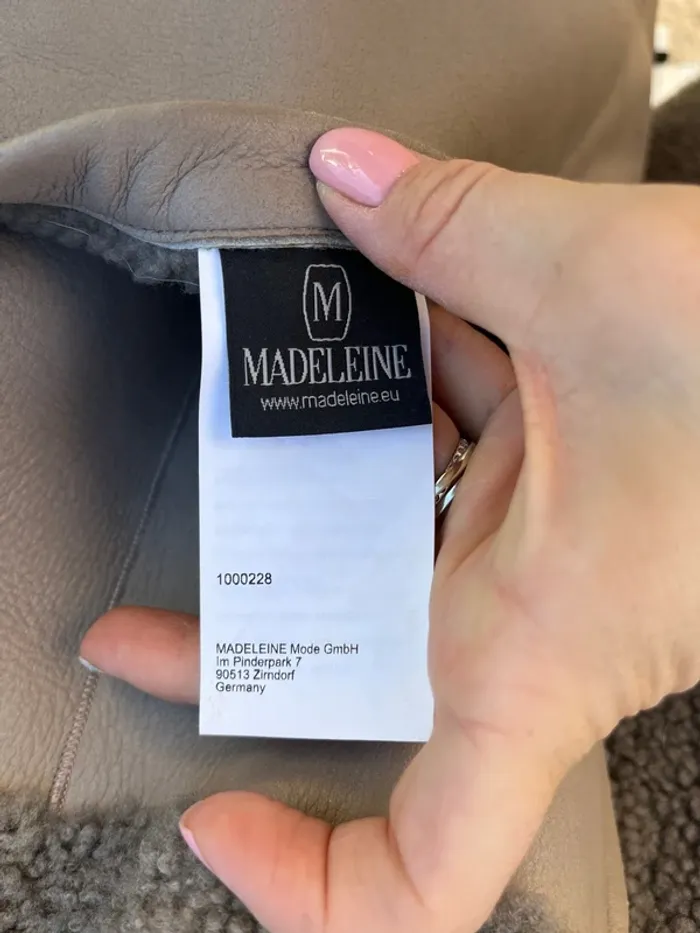 M
MADELEINE
www.madeleine.eu
1000228
MADELEINE Mode GmbH
Im Pinderpark 7
90513 Zirndorf
Germany